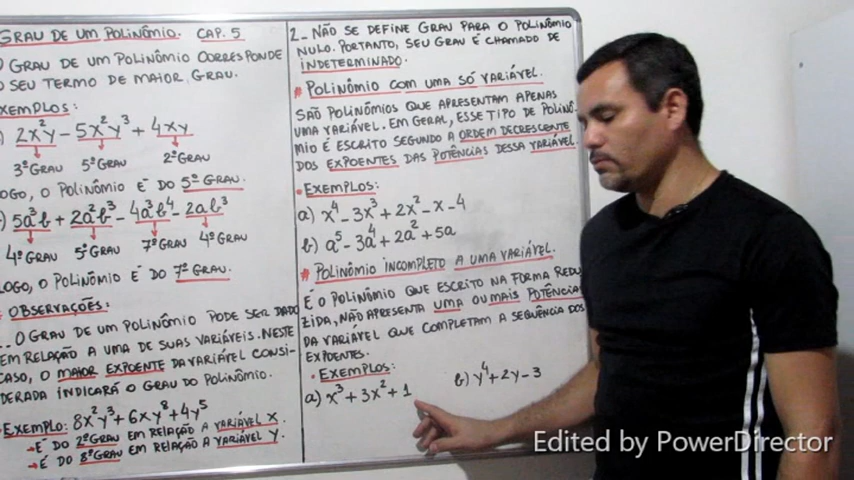 GRAU DE UM POLINÔMIO. CAP. 5
O GRAU DE UM POLINÔMIO CORRESPONDE
O SEU TERMO DE MAIOR GRAU.
EXEMPLOS:
2x²y - 5x²y³ + 4xy
3º GRAU 5º GRAU 2º GRAU
LOGO, O POLINÔMIO É DO 5º GRAU.
5a³b + 2a²b³ - 4a³b⁴ - 2ab³
4º GRAU 5º GRAU 7º GRAU 4º GRAU
LOGO, O POLINÔMIO É DO 7º GRAU.
OBSERVAÇÕES:
O GRAU DE UM POLINÔMIO PODE SER DADO
EM RELAÇÃO A UMA DE SUAS VARIÁVEIS. NESTE
CASO, O MAIOR EXPOENTE DA VARIÁVEL CONSI-
DERADA INDICARÁ O GRAU DO POLINÔMIO.
EXEMPLO: 8x²y³ + 6xy⁸ + 4y⁵
→ É DO 2º GRAU EM RELAÇÃO A VARIÁVEL X.
→ É DO 8º GRAU EM RELAÇÃO A VARIÁVEL Y.
2- NÃO SE DEFINE GRAU PARA O POLINÔMIO
NULO. PORTANTO, SEU GRAU É CHAMADO DE
INDETERMINADO.
* POLINÔMIO COM UMA SÓ VARIÁVEL.
SÃO POLINÔMIOS QUE APRESENTAM APENAS
UMA VARIÁVEL. EM GERAL, ESSE TIPO DE POLINÔ-
MIO É ESCRITO SEGUNDO A ORDEM DECRESCENTE
DOS EXPOENTES DAS POTÊNCIAS DESSA VARIÁVEL.
• EXEMPLOS:
a) x⁴ - 3x³ + 2x² - x - 4
b) a⁵ - 3a⁴ + 2a² + 5a
* POLINÔMIO INCOMPLETO A UMA VARIÁVEL.
É O POLINÔMIO QUE ESCRITO NA FORMA REDU
ZIDA, NÃO APRESENTA UMA OU MAIS POTÊNCIAS
DA VARIÁVEL QUE COMPLETAM A SEQUÊNCIA DOS
EXPOENTES.
• EXEMPLOS:
a) x³ + 3x² + 1 b) y⁴ + 2y - 3
Edited by PowerDirector